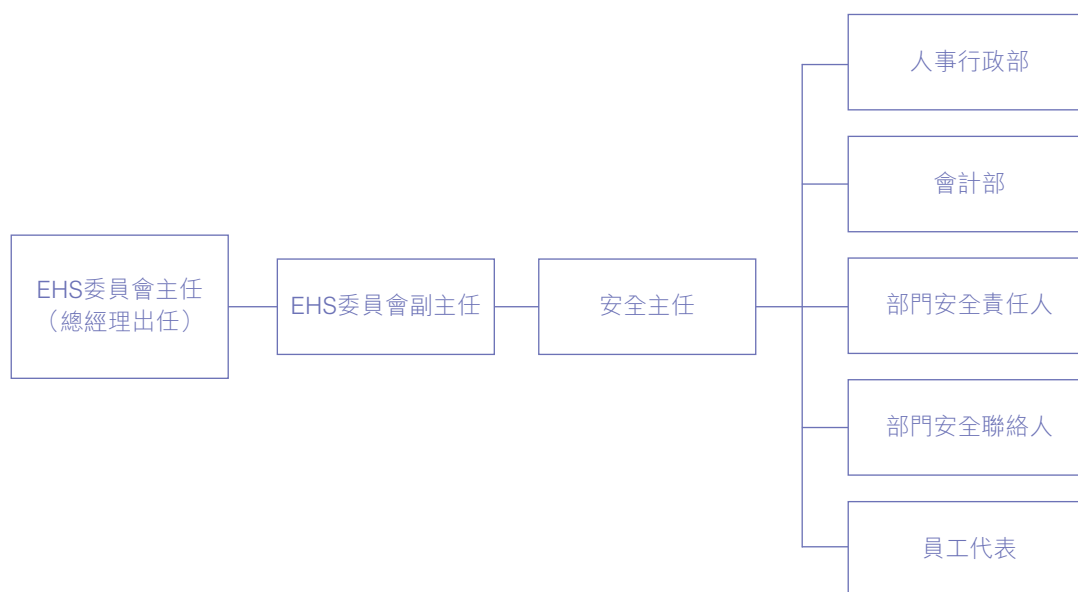 EHS委員會主任
（總經理出任）
EHS委員會副主任
安全主任
人事行政部
會計部
部門安全責任人
部門安全聯絡人
員工代表